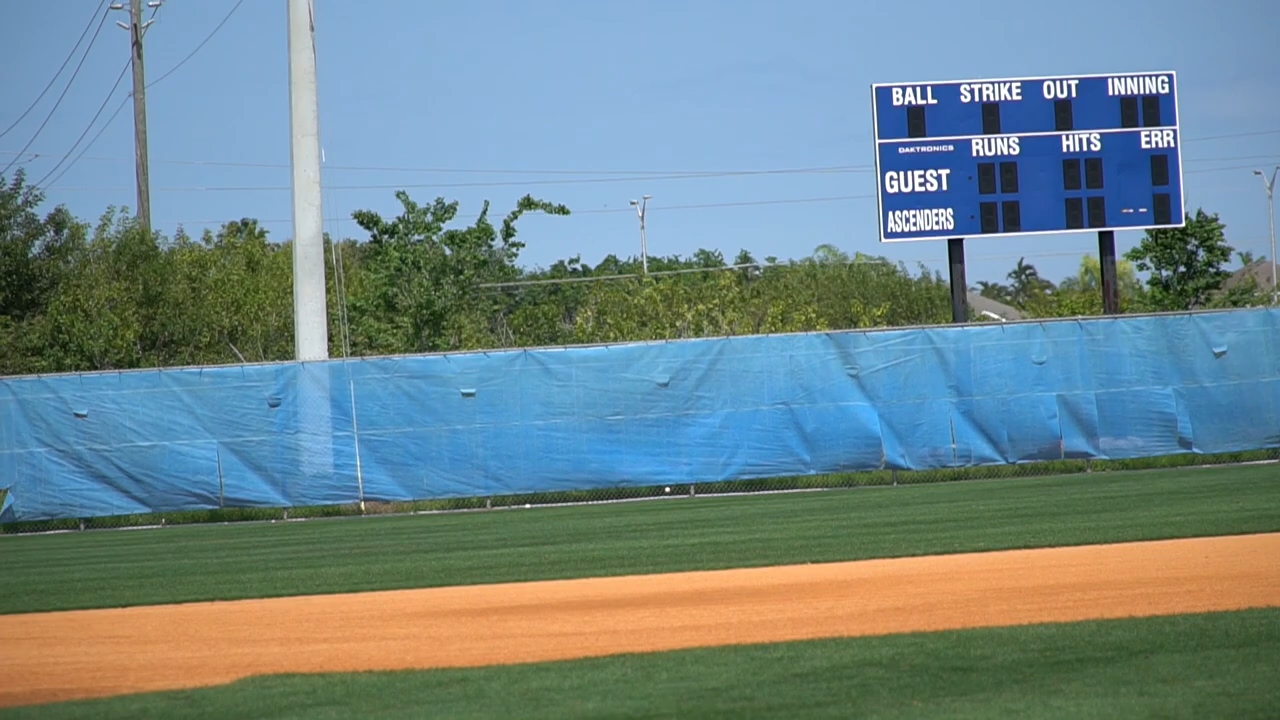 BALL STRIKE OUT INNING
DAKTRONICS RUNS HITS ERR
GUEST
ASCENDERS